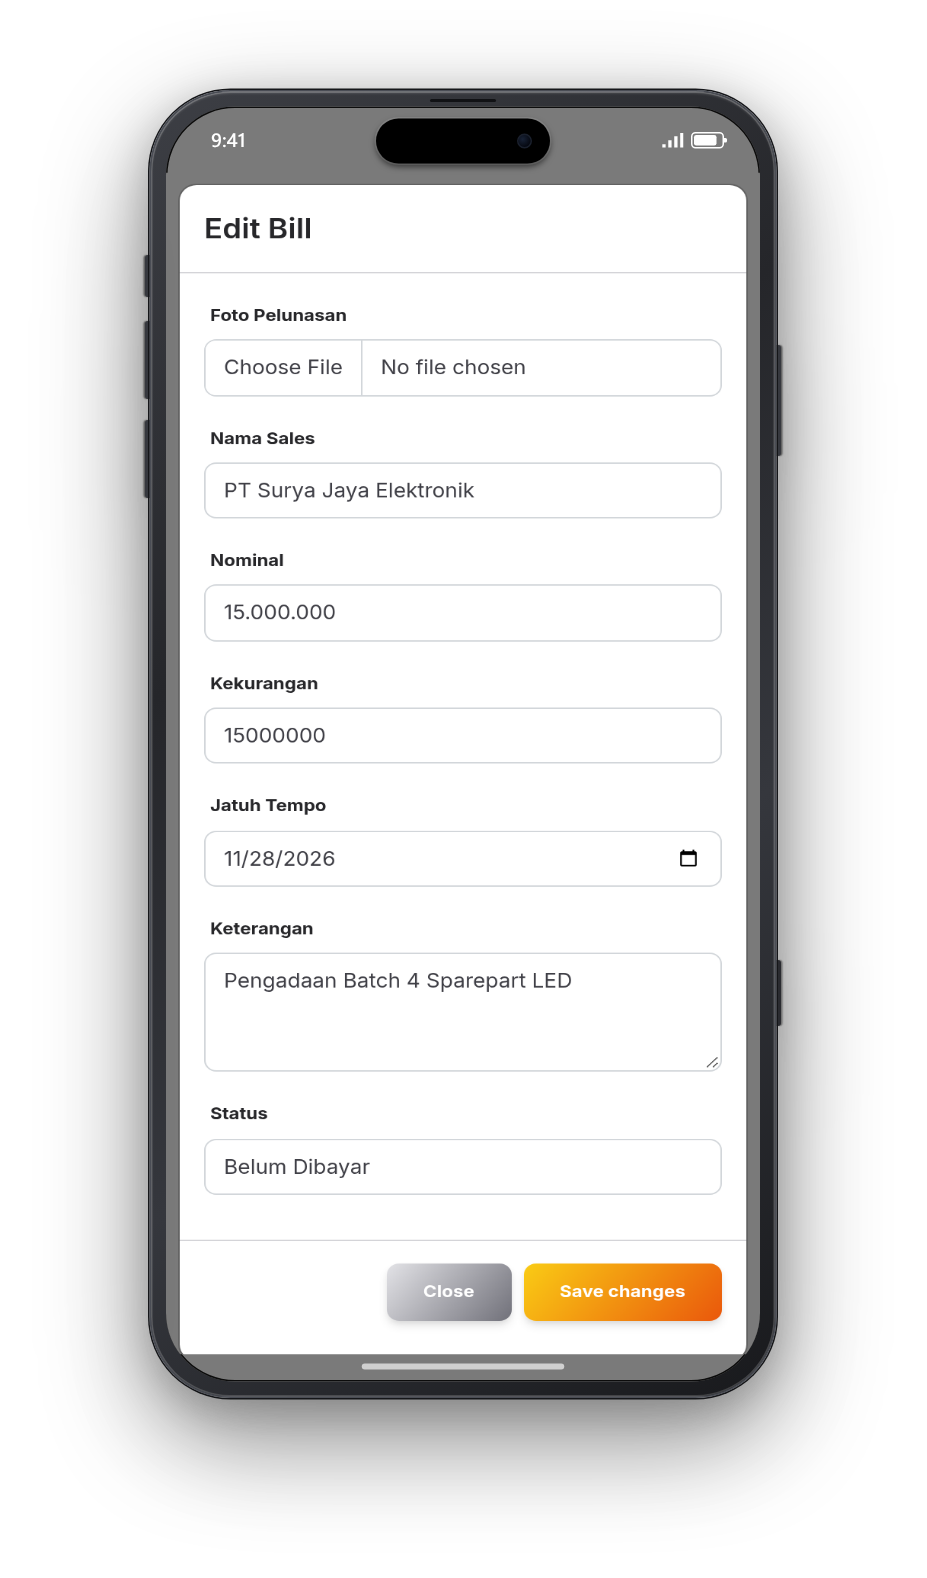 9:41
Edit Bill
Foto Pelunasan
Choose File No file chosen
Nama Sales
PT Surya Jaya Elektronik
Nominal
15.000.000
Kekurangan
15000000
Jatuh Tempo
11/28/2026
Keterangan
Pengadaan Batch 4 Sparepart LED
Status
Belum Dibayar
Close Save changes